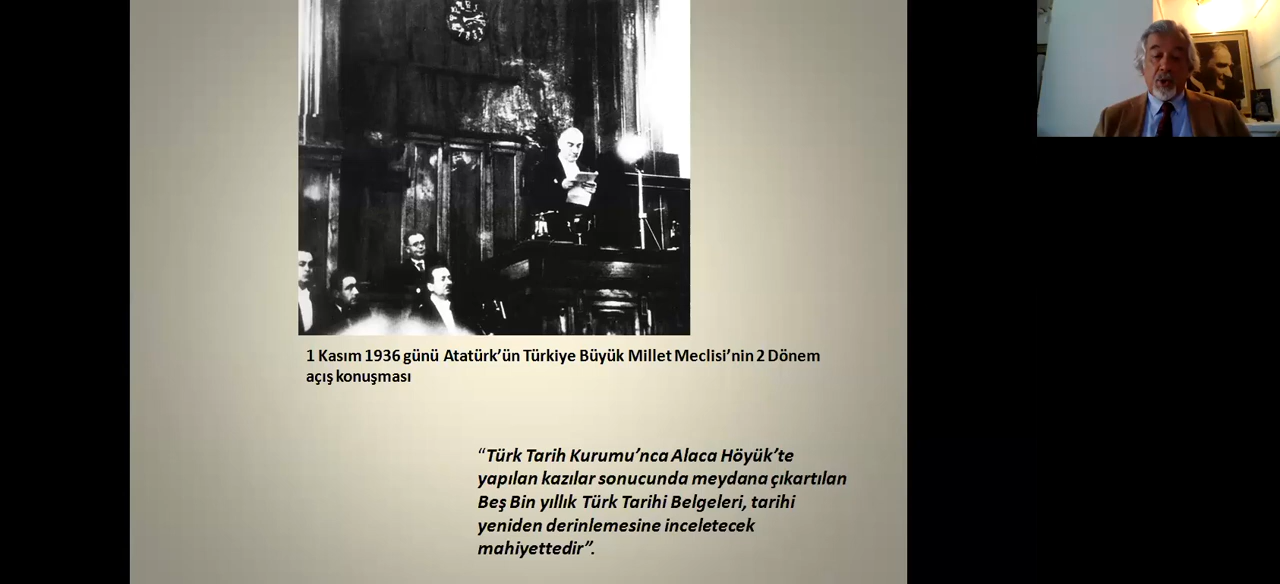 1 Kasım 1936 günü Atatürk’ün Türkiye Büyük Millet Meclisi’nin 2 Dönem
açış konuşması
“Türk Tarih Kurumu’nca Alaca Höyük’te
yapılan kazılar sonucunda meydana çıkartılan
Beş Bin yıllık Türk Tarihi Belgeleri, tarihi
yeniden derinlemesine inceletecek
mahiyettedir”.